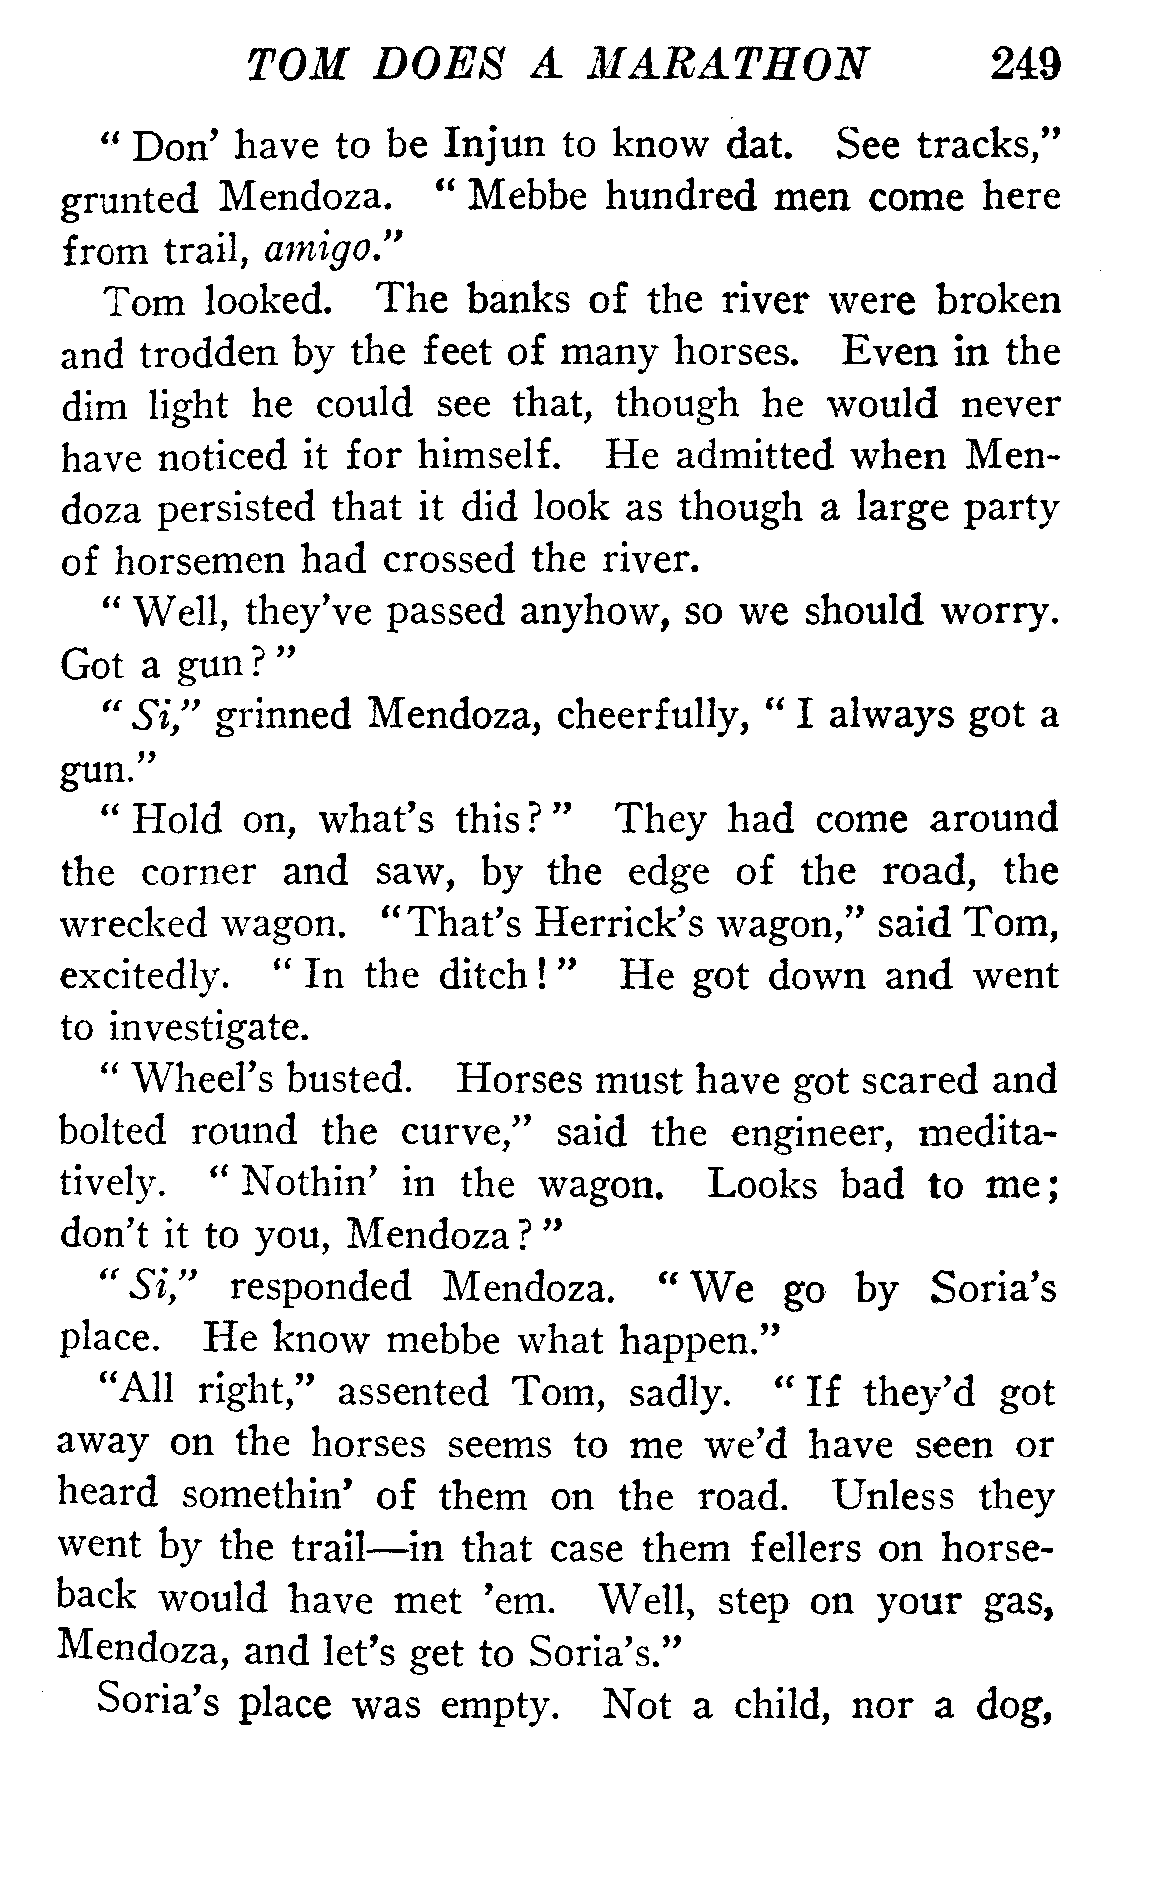 TOM DOES A MARATHON 249
“ Don’ have to be Injun to know dat. See tracks,”
grunted Mendoza. “ Mebbe hundred men come here
from trail, amigo.”
Tom looked. The banks of the river were broken
and trodden by the feet of many horses. Even in the
dim light he could see that, though he would never
have noticed it for himself. He admitted when Men-
doza persisted that it did look as though a large party
of horsemen had crossed the river.
“ Well, they’ve passed anyhow, so we should worry.
Got a gun? ”
“ Si,” grinned Mendoza, cheerfully, “ I always got a
gun.”
“ Hold on, what’s this? ” They had come around
the corner and saw, by the edge of the road, the
wrecked wagon. “That’s Herrick’s wagon,” said Tom,
excitedly. “ In the ditch! ” He got down and went
to investigate.
“ Wheel’s busted. Horses must have got scared and
bolted round the curve,” said the engineer, medita-
tively. “ Nothin’ in the wagon. Looks bad to me;
don’t it to you, Mendoza? ”
“ Si,” responded Mendoza. “ We go by Soria’s
place. He know mebbe what happen.”
“All right,” assented Tom, sadly. “ If they’d got
away on the horses seems to me we’d have seen or
heard somethin’ of them on the road. Unless they
went by the trail—in that case them fellers on horse-
back would have met ’em. Well, step on your gas,
Mendoza, and let’s get to Soria’s.”
Soria’s place was empty. Not a child, nor a dog,